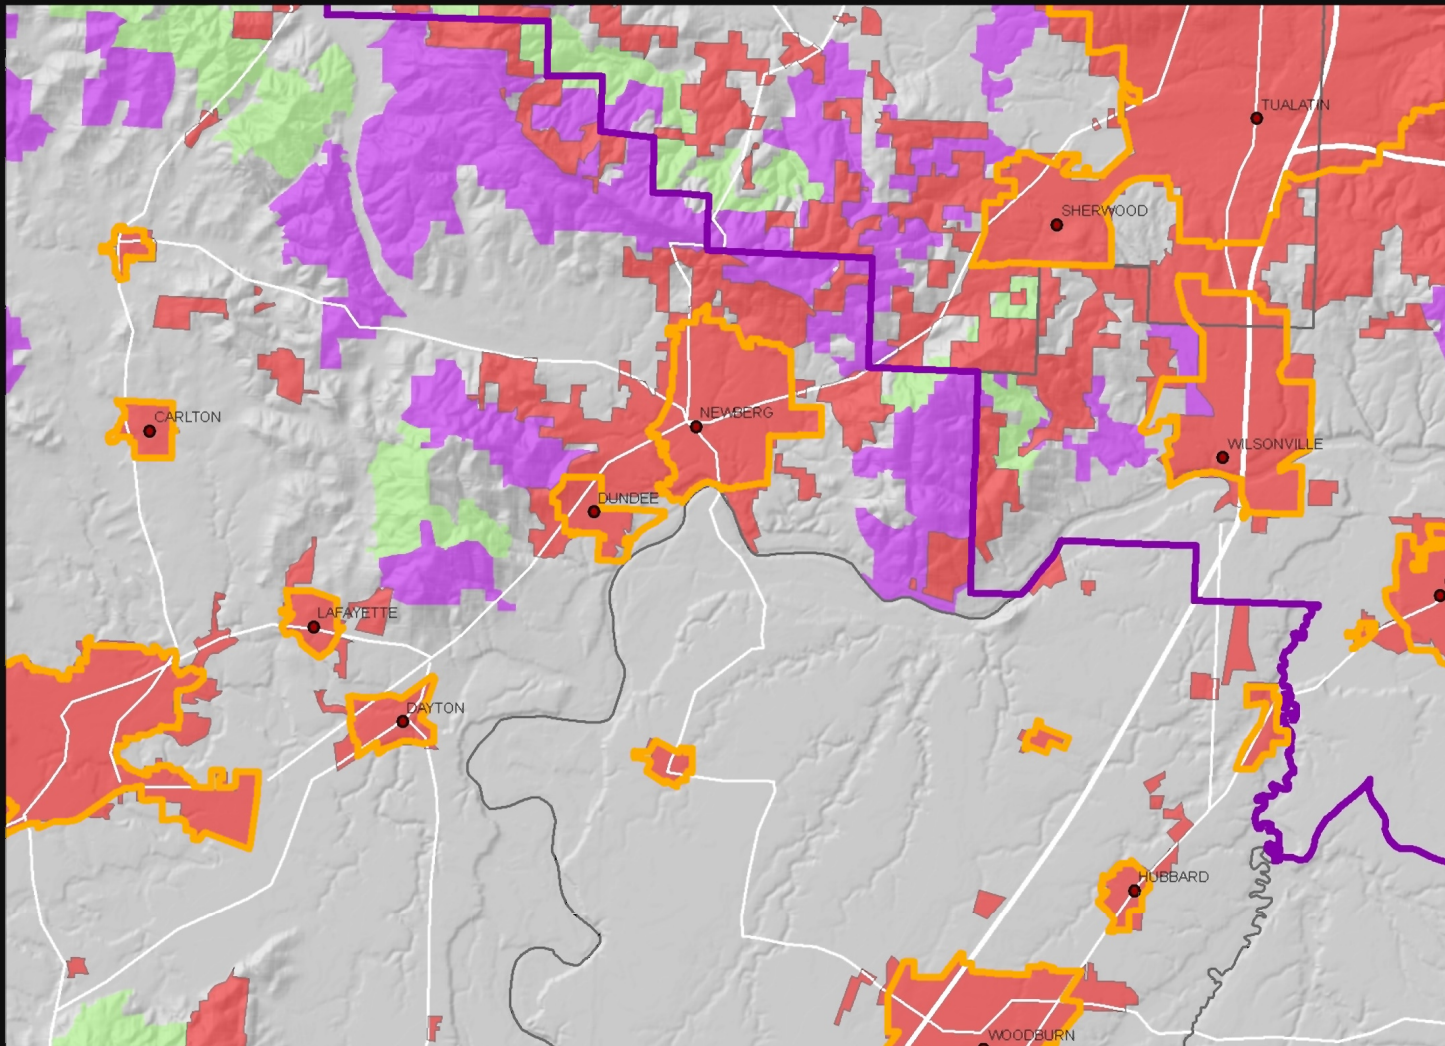 TUALATIN
SHERWOOD
NEWBERG
CARLTON
WILSONVILLE
DUNDEE
LAFAYETTE
DAYTON
HUBBARD
WOODBURN